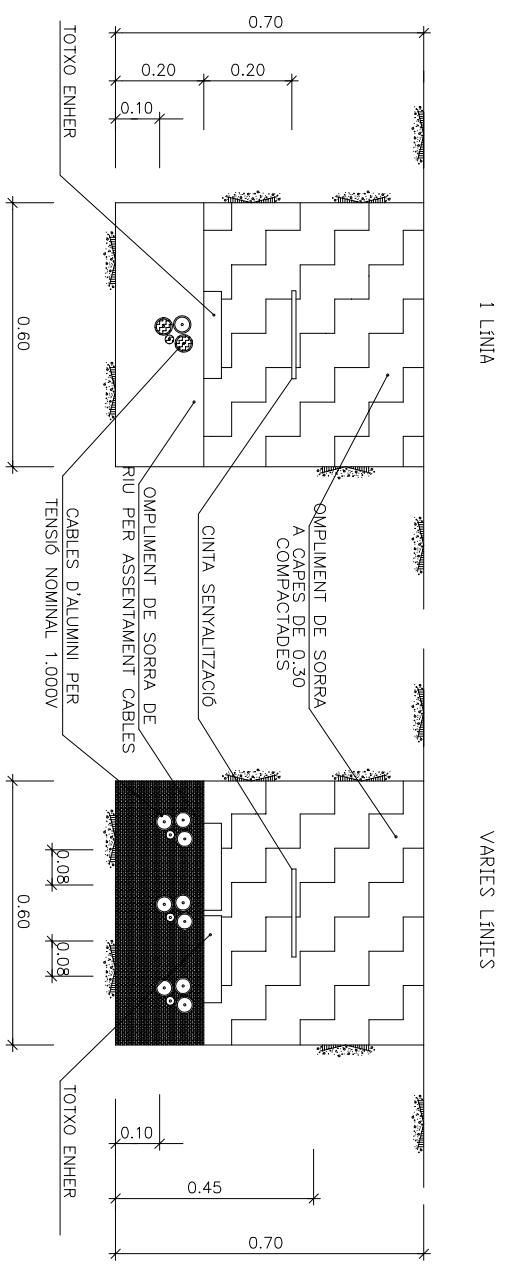 1 LÍNIA
VARIES LÍNIES
0.70
0.20
0.20
0.10
TOTXO ENHER
0.60
OMPLIMENT DE SORRA
A CAPES DE 0.30
COMPACTADES
CINTA SENYALITZACIÓ
OMPLIMENT DE SORRA DE
RIU PER ASSENTAMENT CABLES
CABLES D'ALUMINI PER
TENSIÓ NOMINAL 1.000V
0.08
0.08
0.60
TOTXO ENHER
0.10
0.45
0.70